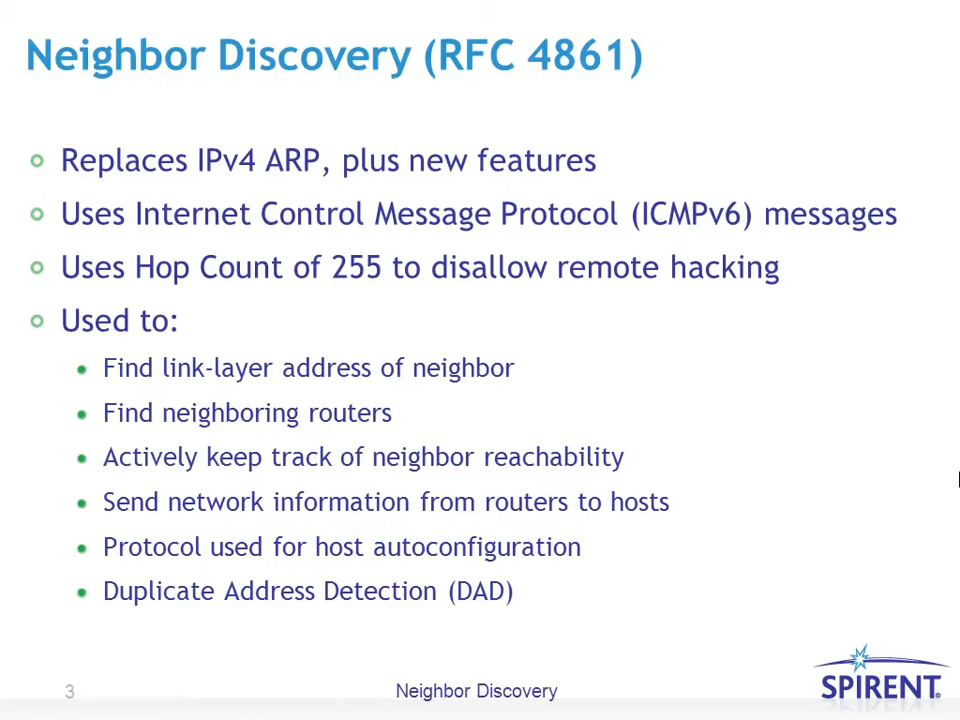 Neighbor Discovery (RFC 4861)
Replaces IPv4 ARP, plus new features
Uses Internet Control Message Protocol (ICMPv6) messages
Uses Hop Count of 255 to disallow remote hacking
Used to:
Find link-layer address of neighbor
Find neighboring routers
Actively keep track of neighbor reachability
Send network information from routers to hosts
Protocol used for host autoconfiguration
Duplicate Address Detection (DAD)
3
Neighbor Discovery
SPIRENT®